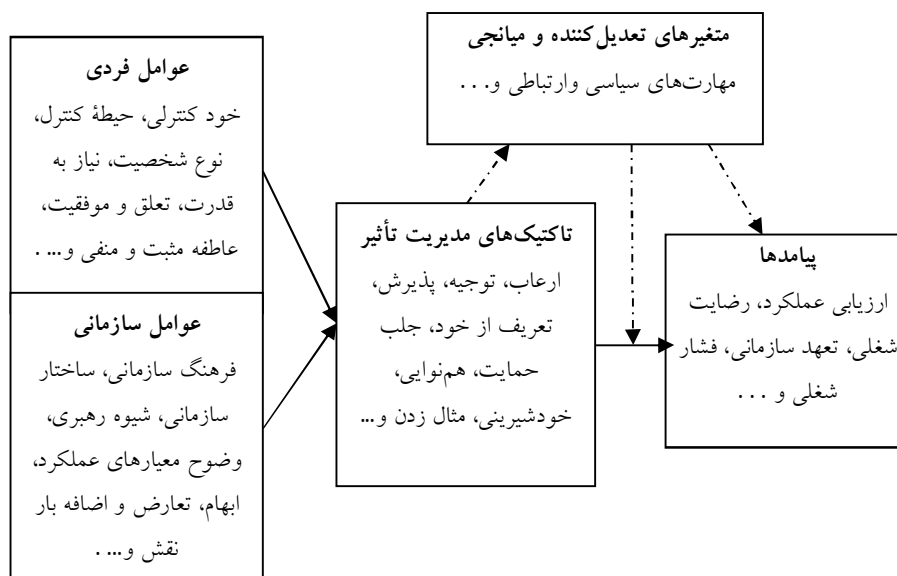 متغیرهای تعدیل‌کننده و میانجی
مهارت‌های سیاسی وارتباطی و. . .
عوامل فردی
خود کنترلی، حیطهٔ کنترل،
نوع شخصیت، نیاز به
قدرت، تعلق و موفقیت،
عاطفه مثبت و منفی و... .
عوامل سازمانی
فرهنگ سازمانی، ساختار
سازمانی، شیوه رهبری،
وضوح معیارهای عملکرد،
ابهام، تعارض و اضافه بار
نقش و... .
تاکتیک‌های مدیریت تأثیر
ارعاب، توجیه، پذیرش،
تعریف از خود، جلب
حمایت، هم‌نوایی،
خودشیرینی، مثال زدن و...
پیامدها
ارزیابی عملکرد، رضایت
شغلی، تعهد سازمانی، فشار
شغلی و . . .